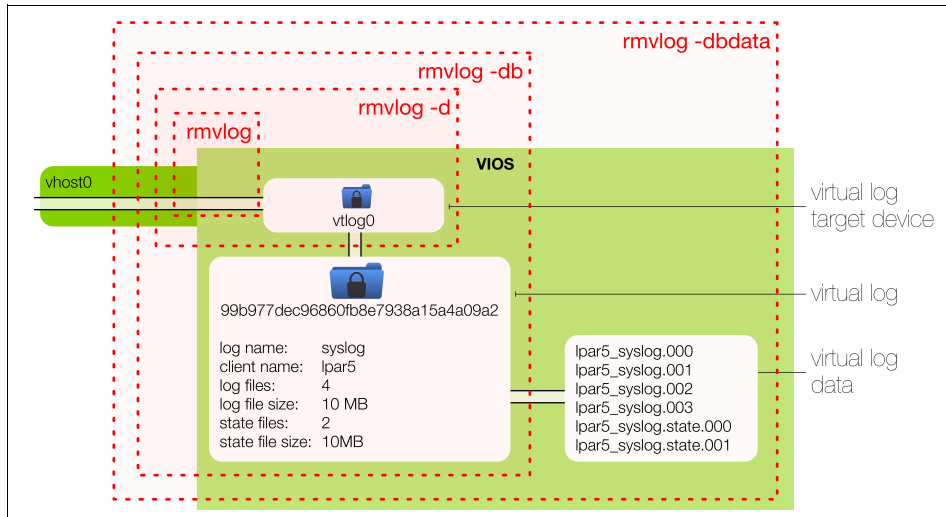 rmvlog -dbdata
rmvlog -db
rmvlog -d
rmvlog
VIOS
vhost0
vtlog0
virtual log
target device
99b977dec96860fb8e7938a15a4a09a2
virtual log
log name: syslog
client name: lpar5
log files: 4
log file size: 10 MB
state files: 2
state file size: 10MB
lpar5_syslog.000
lpar5_syslog.001
lpar5_syslog.002
lpar5_syslog.003
lpar5_syslog.state.000
lpar5_syslog.state.001
virtual log
data